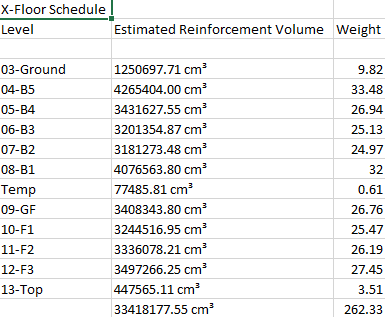 X-Floor Schedule
Level Estimated Reinforcement Volume Weight
03-Ground 1250697.71 cm³ 9.82
04-B5 4265404.00 cm³ 33.48
05-B4 3431627.55 cm³ 26.94
06-B3 3201354.87 cm³ 25.13
07-B2 3181273.48 cm³ 24.97
08-B1 4076563.80 cm³ 32
Temp 77485.81 cm³ 0.61
09-GF 3408343.80 cm³ 26.76
10-F1 3244516.95 cm³ 25.47
11-F2 3336078.21 cm³ 26.19
12-F3 3497266.25 cm³ 27.45
13-Top 447565.11 cm³ 3.51
33418177.55 cm³ 262.33